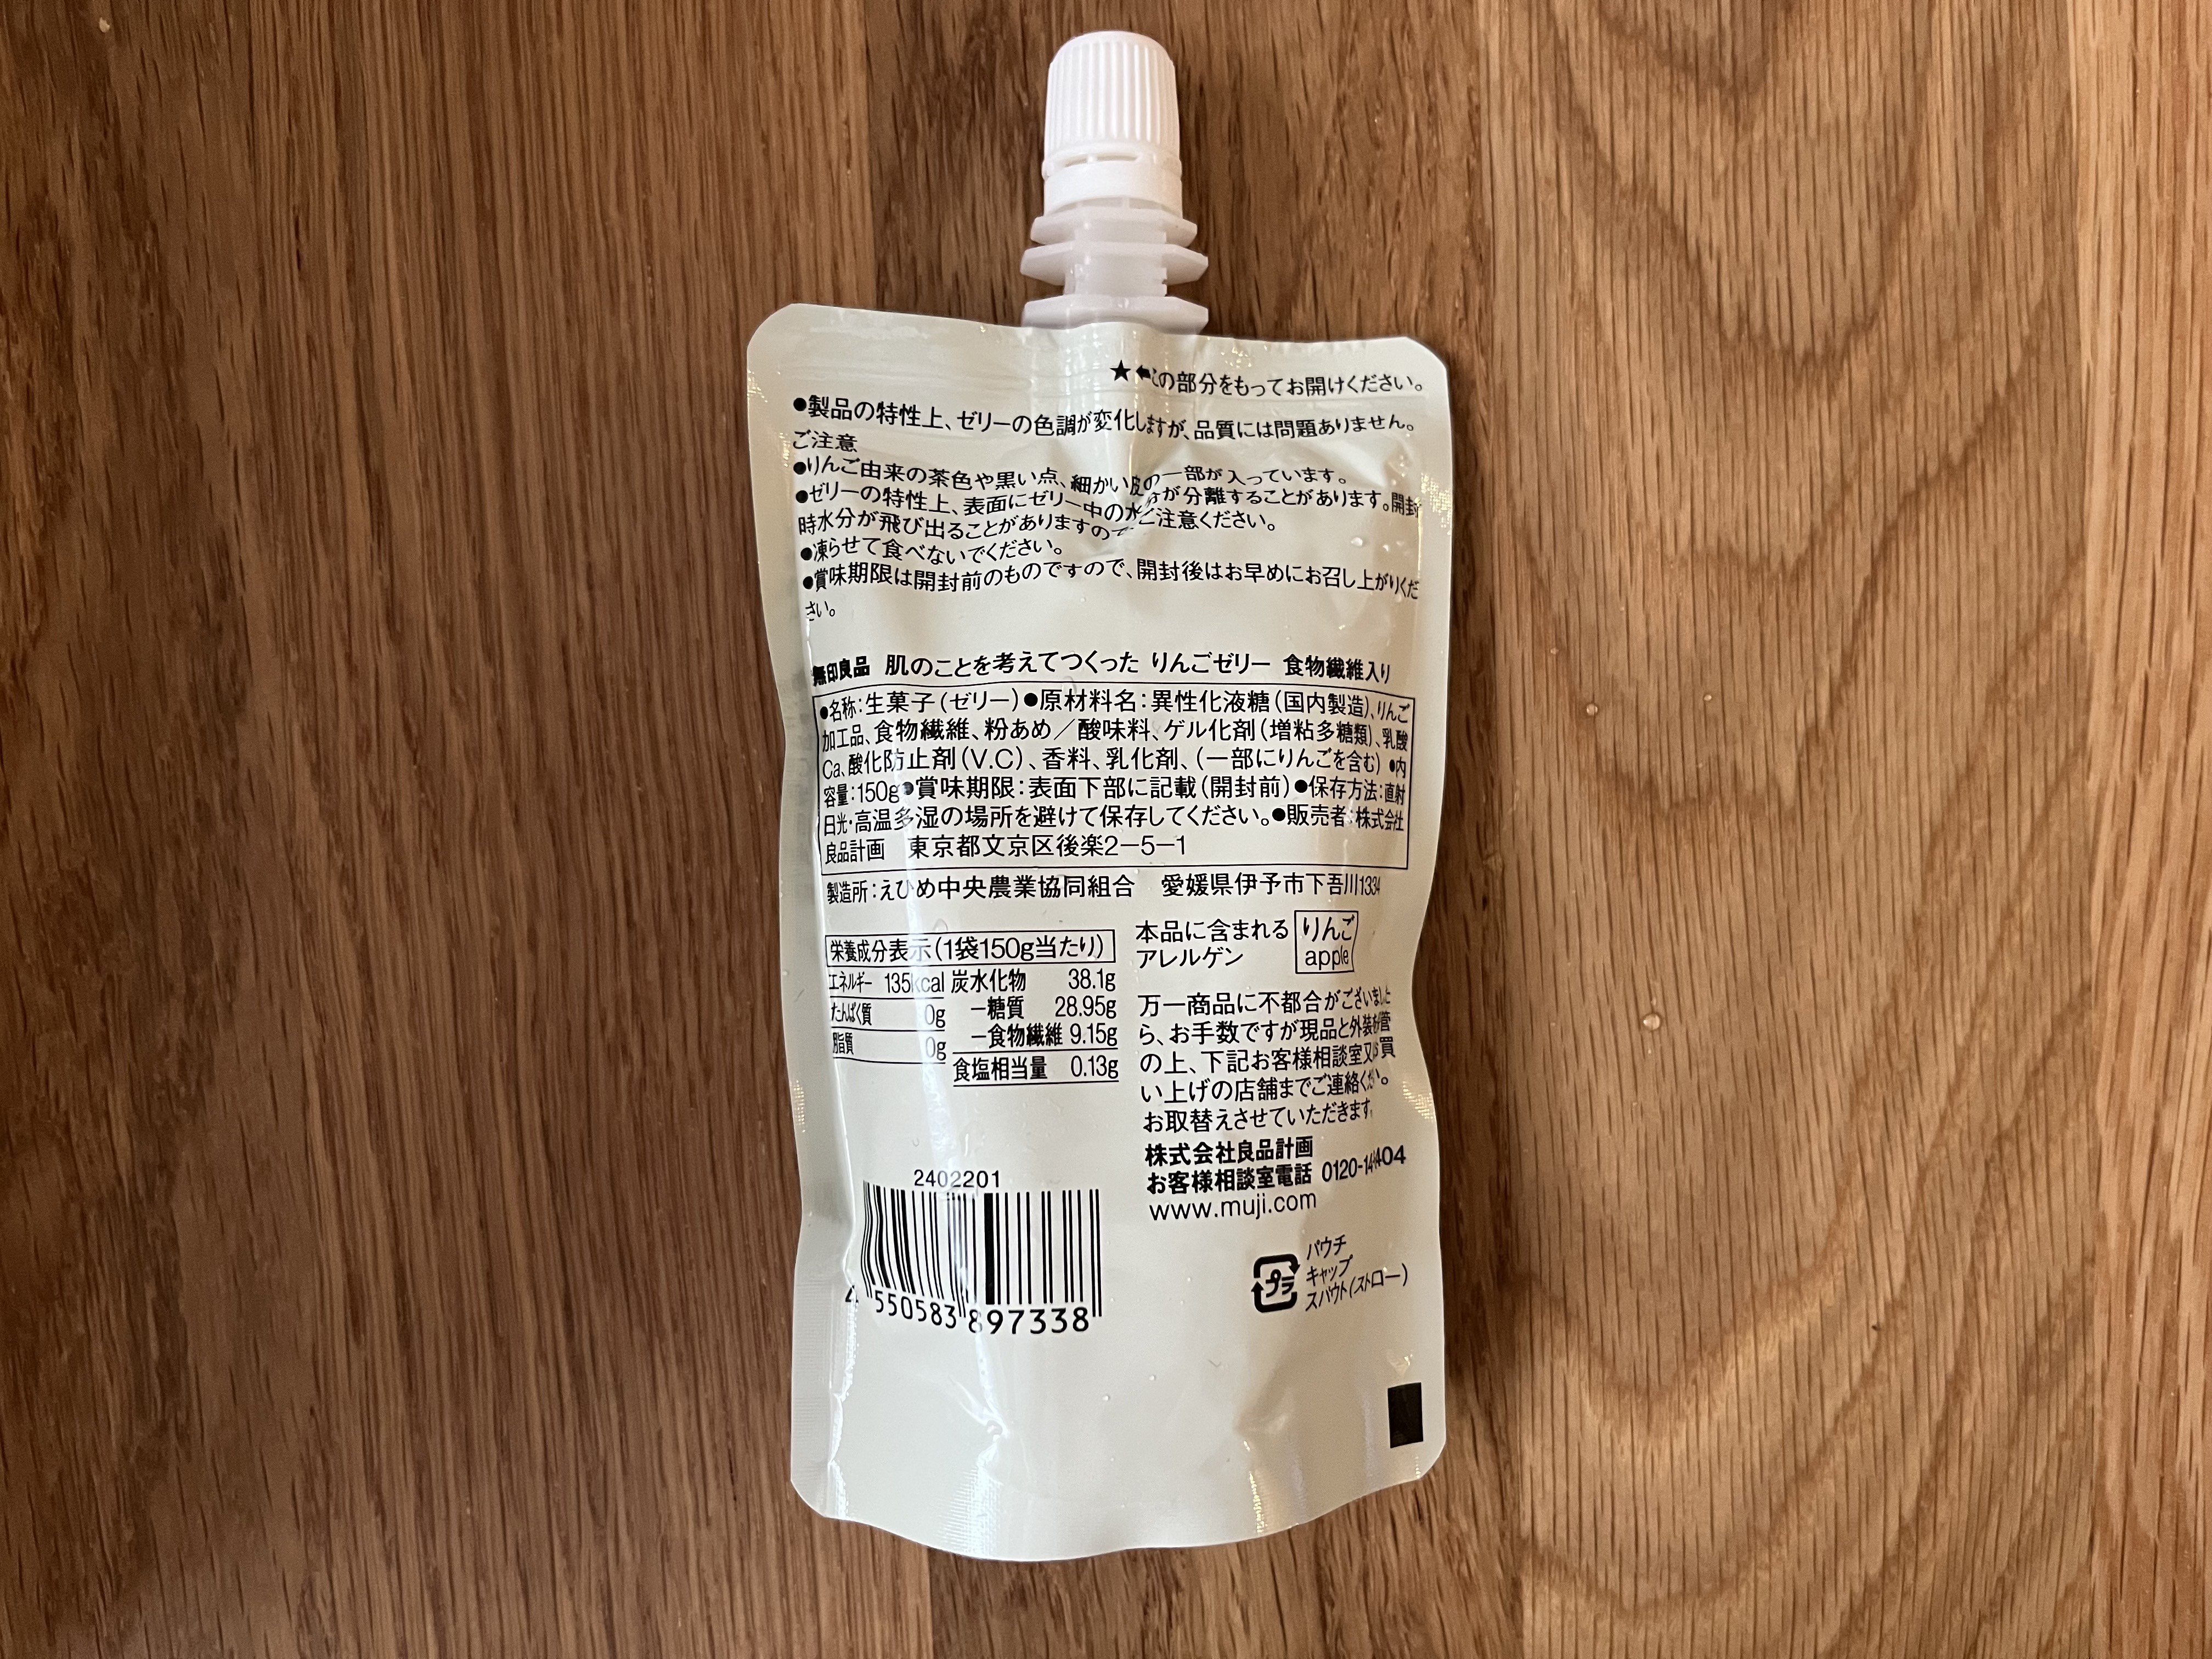 ★←この部分をもってお開けください。
●製品の特性上、ゼリーの色調が変化しますが、品質には問題ありません。
ご注意
●りんご由来の茶色や黒い点、細かい皮の一部が入っています。
●ゼリーの特性上、表面にゼリー中の水分が分離することがあります。開封
時水分が飛び出ることがありますのでご注意ください。
●凍らせて食べないでください。
●賞味期限は開封前のものですので、開封後はお早めにお召し上がりくだ
さい。
無印良品 肌のことを考えてつくった りんごゼリー 食物繊維入り
●名称:生菓子(ゼリー)●原材料名:異性化液糖(国内製造)、りんご
加工品、食物繊維、粉あめ／酸味料、ゲル化剤(増粘多糖類)、乳酸
Ca、酸化防止剤(V.C)、香料、乳化剤、(一部にりんごを含む) ●内
容量:150g●賞味期限:表面下部に記載(開封前)●保存方法:直射
日光・高温多湿の場所を避けて保存してください。●販売者:株式会社
良品計画 東京都文京区後楽2-5-1
製造所:えひめ中央農業協同組合 愛媛県伊予市下吾川1334
栄養成分表示(1袋150g当たり)
エネルギー 135kcal 炭水化物 38.1g
たんぱく質 0g −糖質 28.95g
脂質 0g −食物繊維 9.15g
食塩相当量 0.13g
本品に含まれる
アレルゲン
りんご
apple
万一商品に不都合がございました
ら、お手数ですが現品と外装保管
の上、下記お客様相談室又はお買
い上げの店舗までご連絡ください。
お取替えさせていただきます。
株式会社良品計画
お客様相談室電話
www.muji.com
2402201
4 550583 897338
プラ
パウチ
キャップ
スパウト(ストロー)